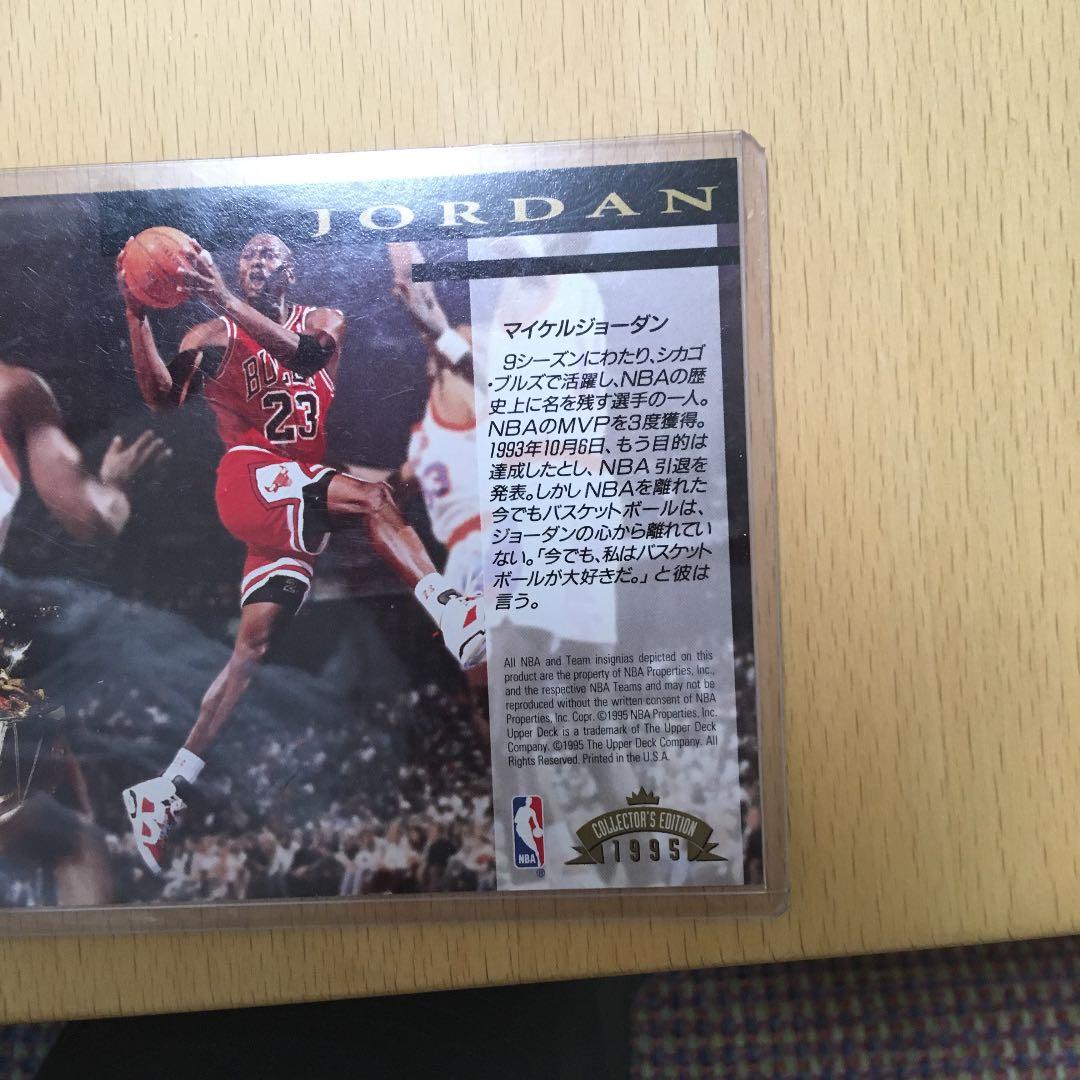 JORDAN
BULLS
23
マイケルジョーダン
9シーズンにわたり、シカゴ
・ブルズで活躍し、NBAの歴
史上に名を残す選手の一人。
NBAのMVPを3度獲得。
1993年10月6日、もう目的は
達成したとし、NBA 引退を
発表。しかしNBAを離れた
今でもバスケットボールは、
ジョーダンの心から離れてい
ない。「今でも、私はバスケット
ボールが大好きだ。」と彼は
言う。
All NBA and Team insignias depicted on this
product are the property of NBA Properties, Inc.,
and the respective NBA Teams and may not be
reproduced without the written consent of NBA
Properties, Inc. Copr. ©1995 NBA Properties, Inc.
Upper Deck is a trademark of The Upper Deck
Company. ©1995 The Upper Deck Company. All
Rights Reserved. Printed in the U.S.A.
NBA
®
COLLECTOR'S EDITION
1995